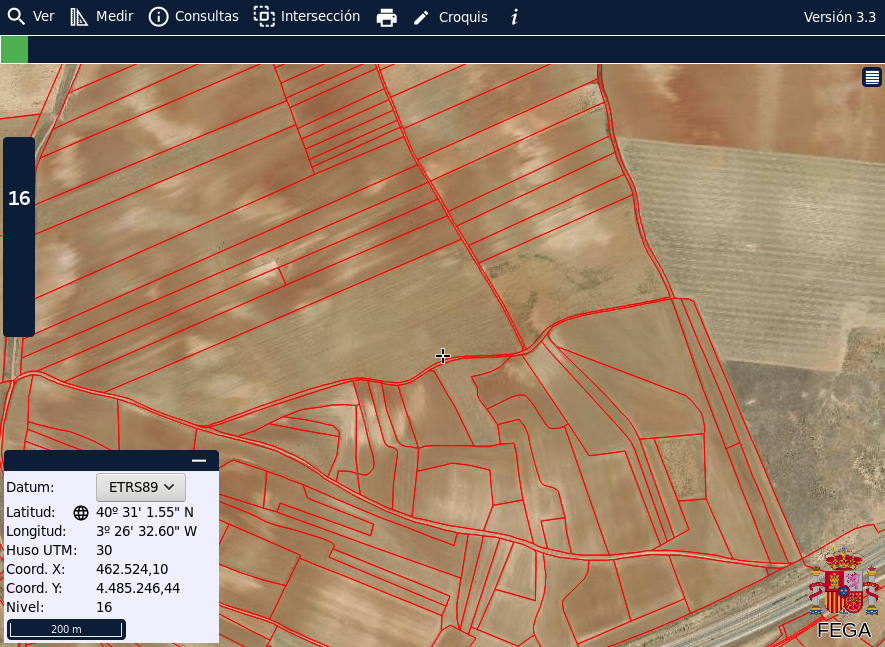 Ver Medir Consultas Intersección Croquis i Versión 3.3
16
Datum: ETRS89
Latitud: 40º 31' 1.55" N
Longitud: 3º 26' 32.60" W
Huso UTM: 30
Coord. X: 462.524,10
Coord. Y: 4.485.246,44
Nivel: 16
200 m
FEGA